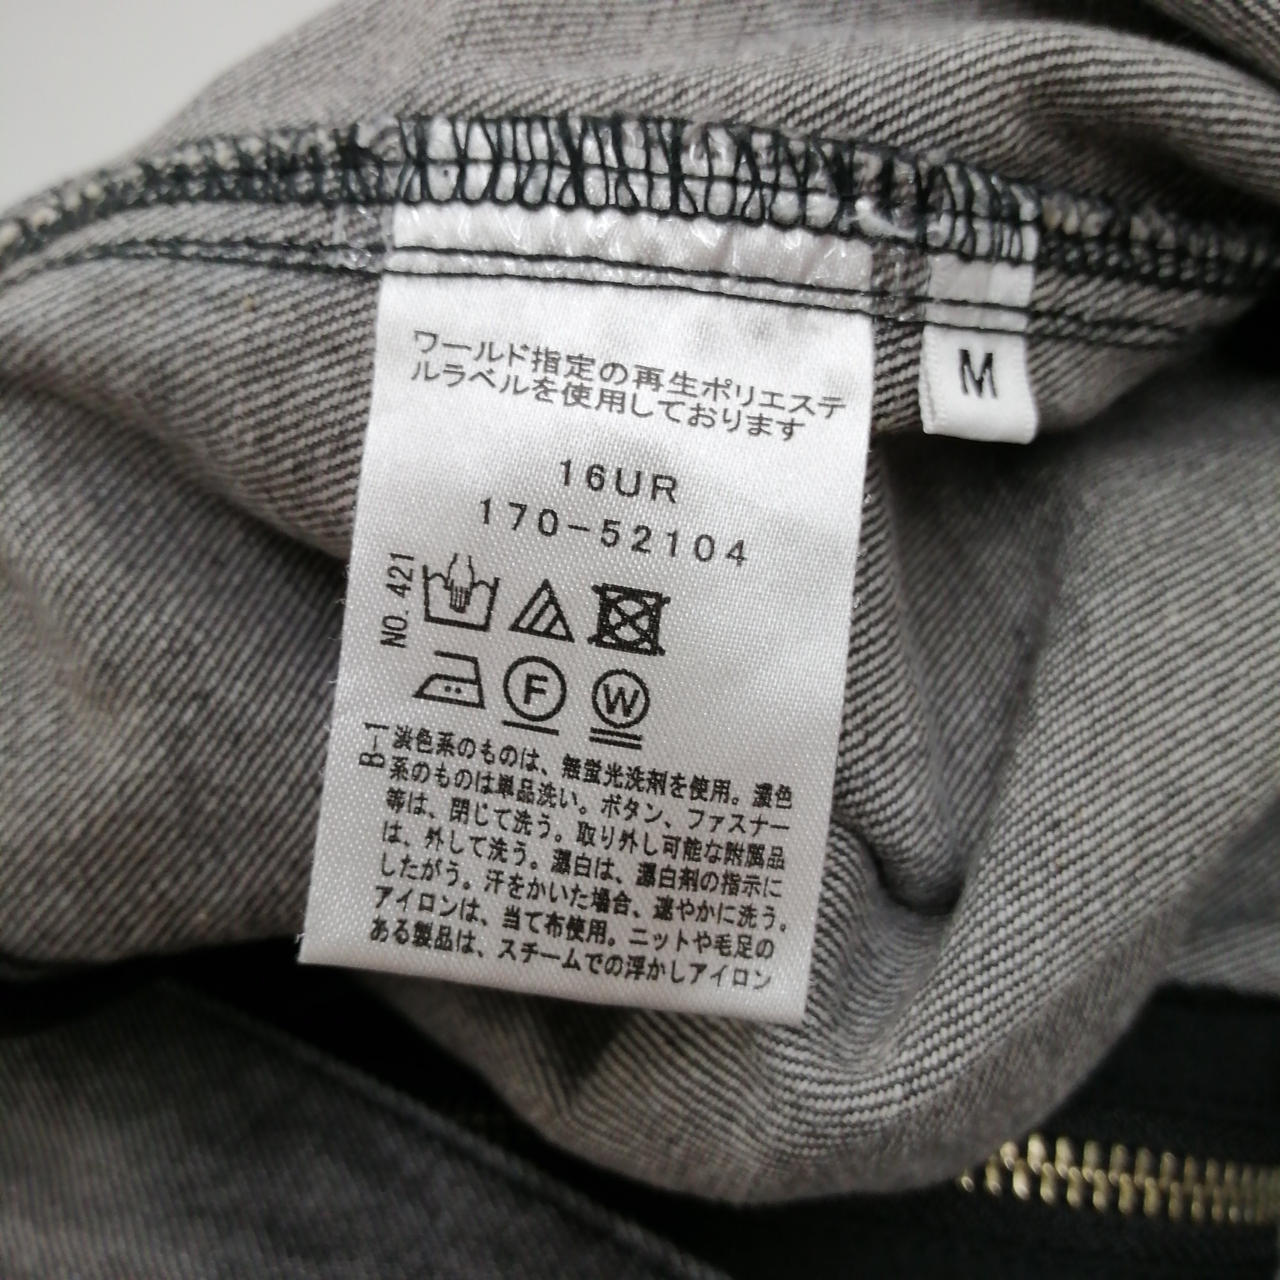 ワールド指定の再生ポリエステ
ルラベルを使用しております
M
16UR
170-52104
NO. 421
F
W
B-1
淡色系のものは、無蛍光洗剤を使用。濃色
系のものは単品洗い。ボタン、ファスナー
等は、閉じて洗う。取り外し可能な附属品
は、外して洗う。漂白は、漂白剤の指示に
したがう。汗をかいた場合、速やかに洗う。
アイロンは、当て布使用。ニットや毛足の
ある製品は、スチームでの浮かしアイロン